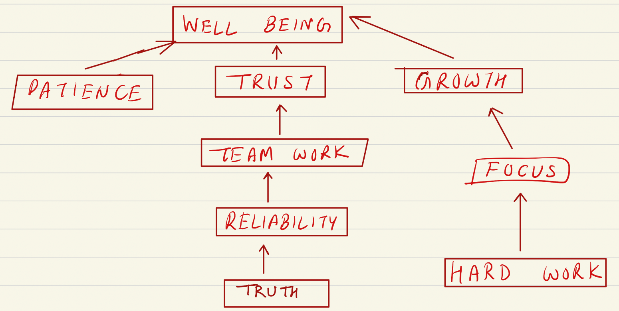 WELL BEING
PATIENCE
TRUST
GROWTH
TEAM WORK
FOCUS
RELIABILITY
HARD WORK
TRUTH